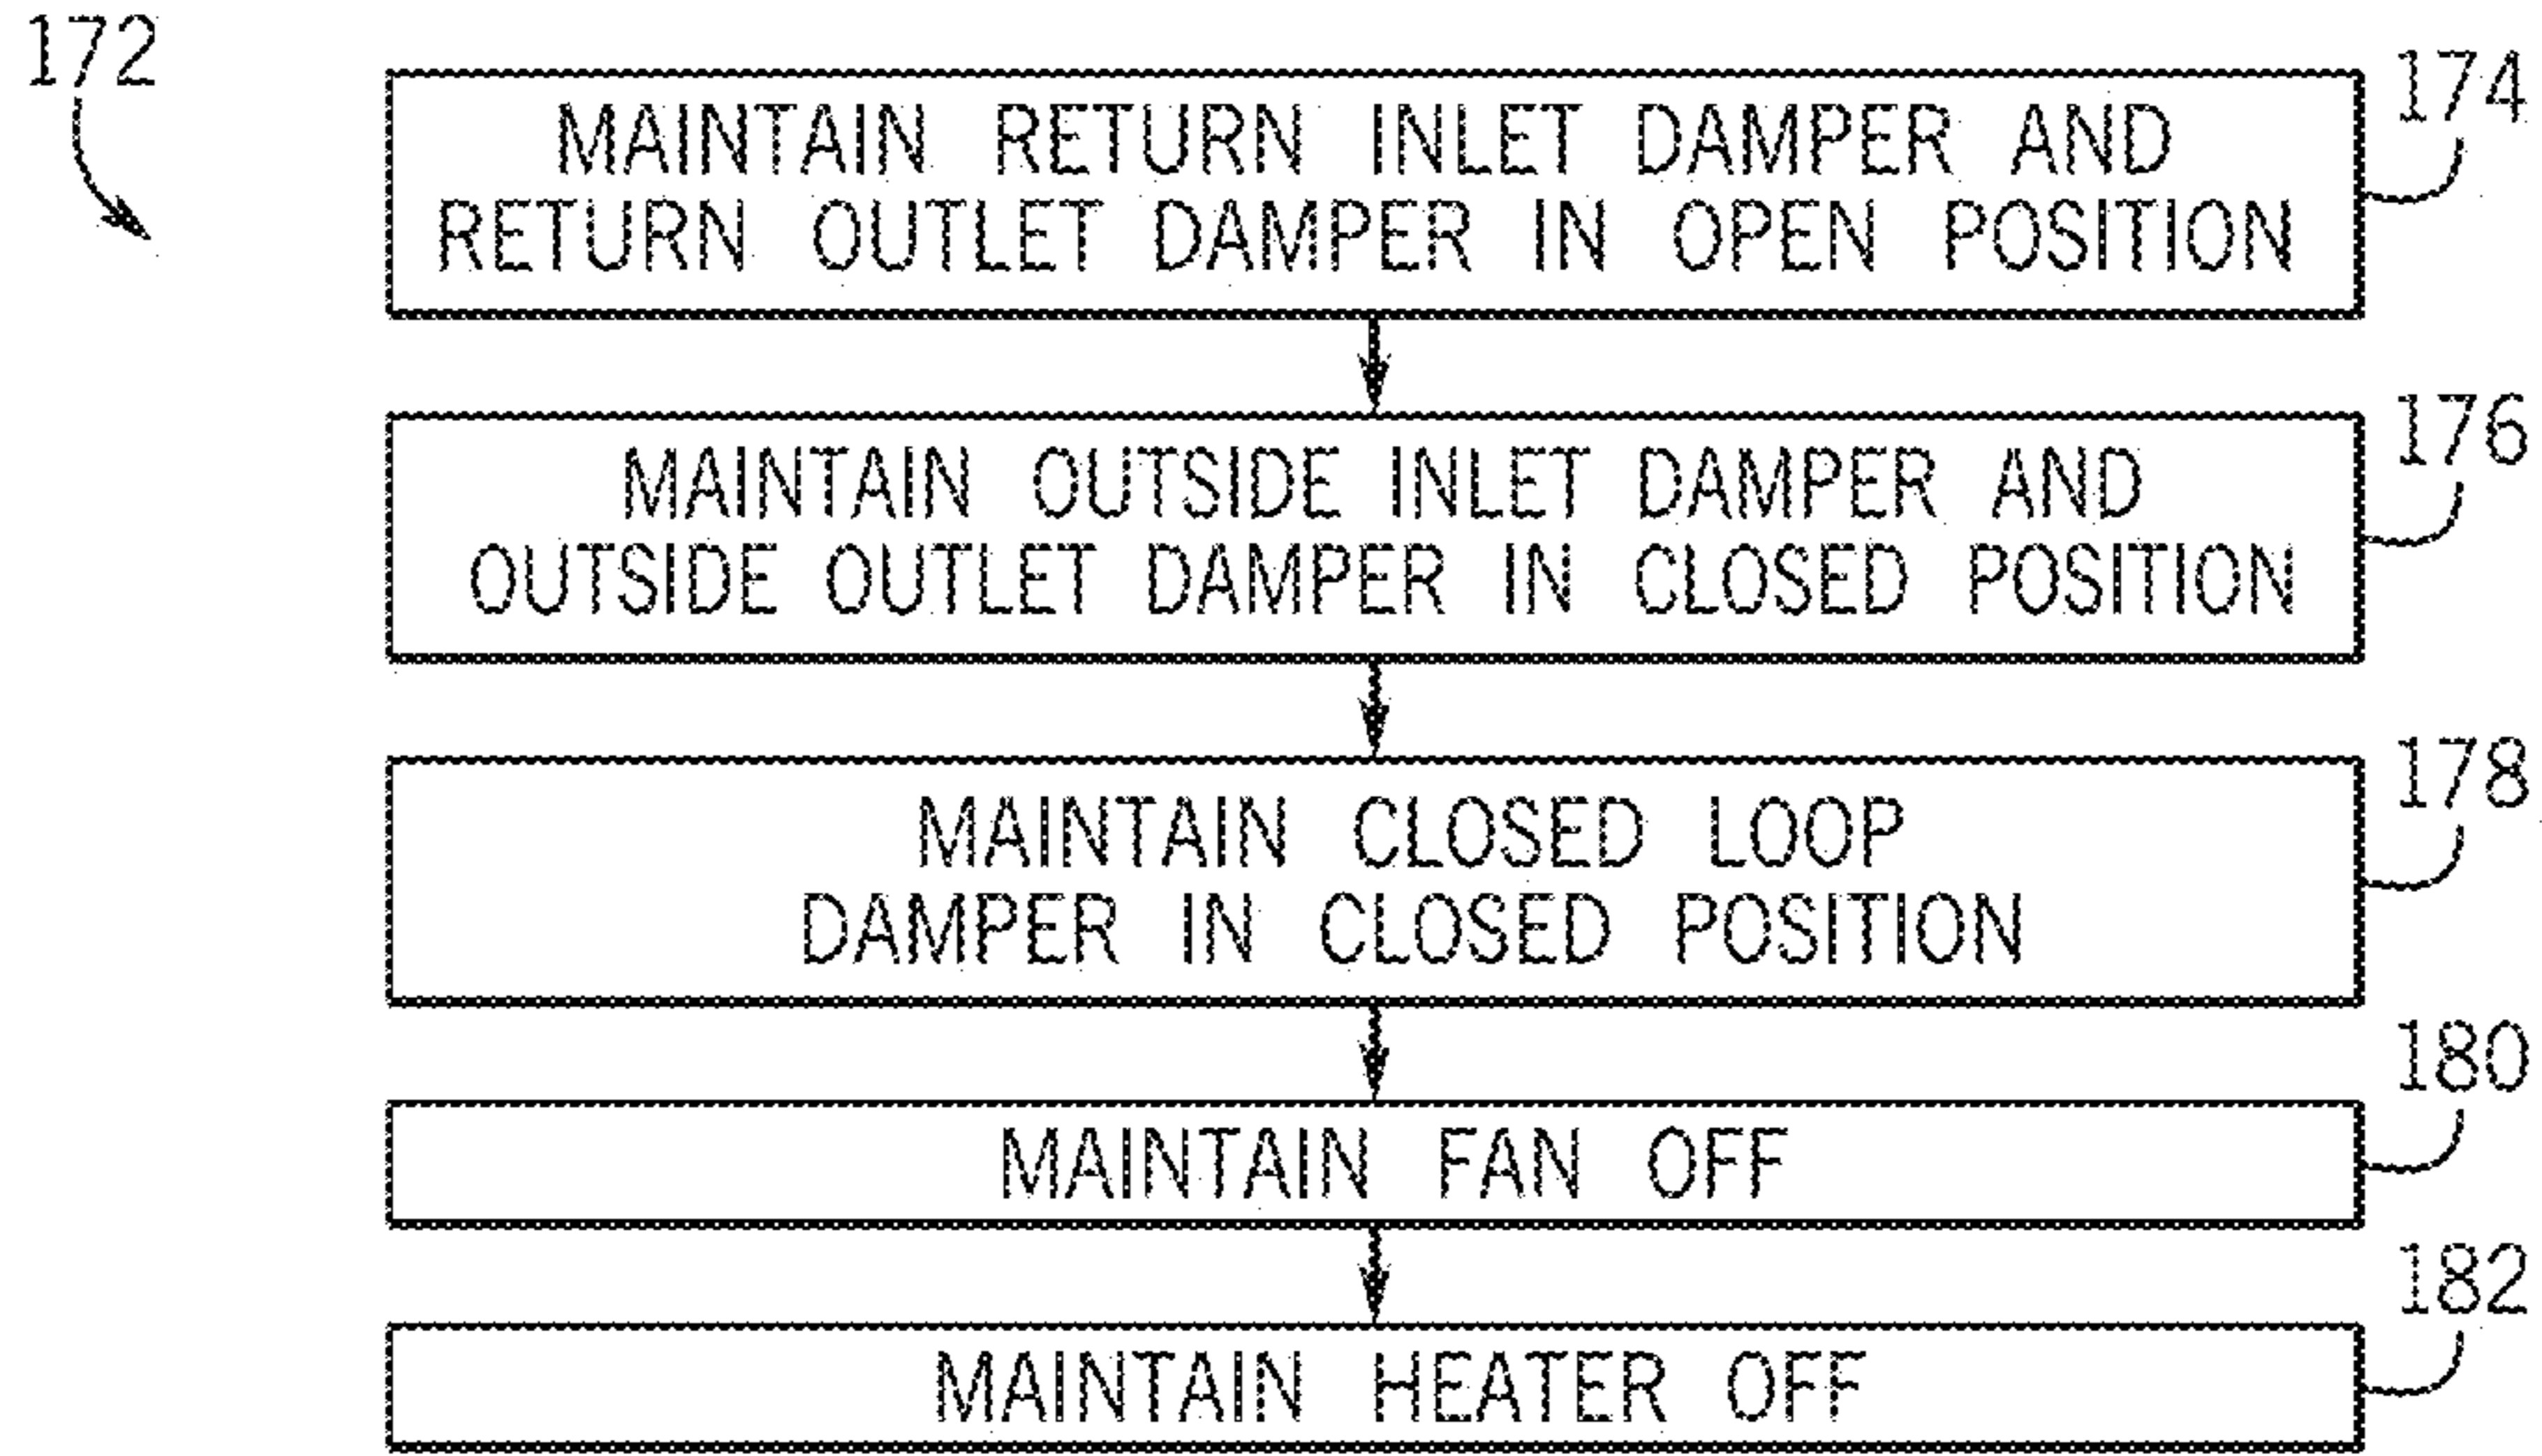 172
MAINTAIN RETURN INLET DAMPER AND
RETURN OUTLET DAMPER IN OPEN POSITION
174
MAINTAIN OUTSIDE INLET DAMPER AND
OUTSIDE OUTLET DAMPER IN CLOSED POSITION
176
MAINTAIN CLOSED LOOP
DAMPER IN CLOSED POSITION
178
MAINTAIN FAN OFF
180
MAINTAIN HEATER OFF
182